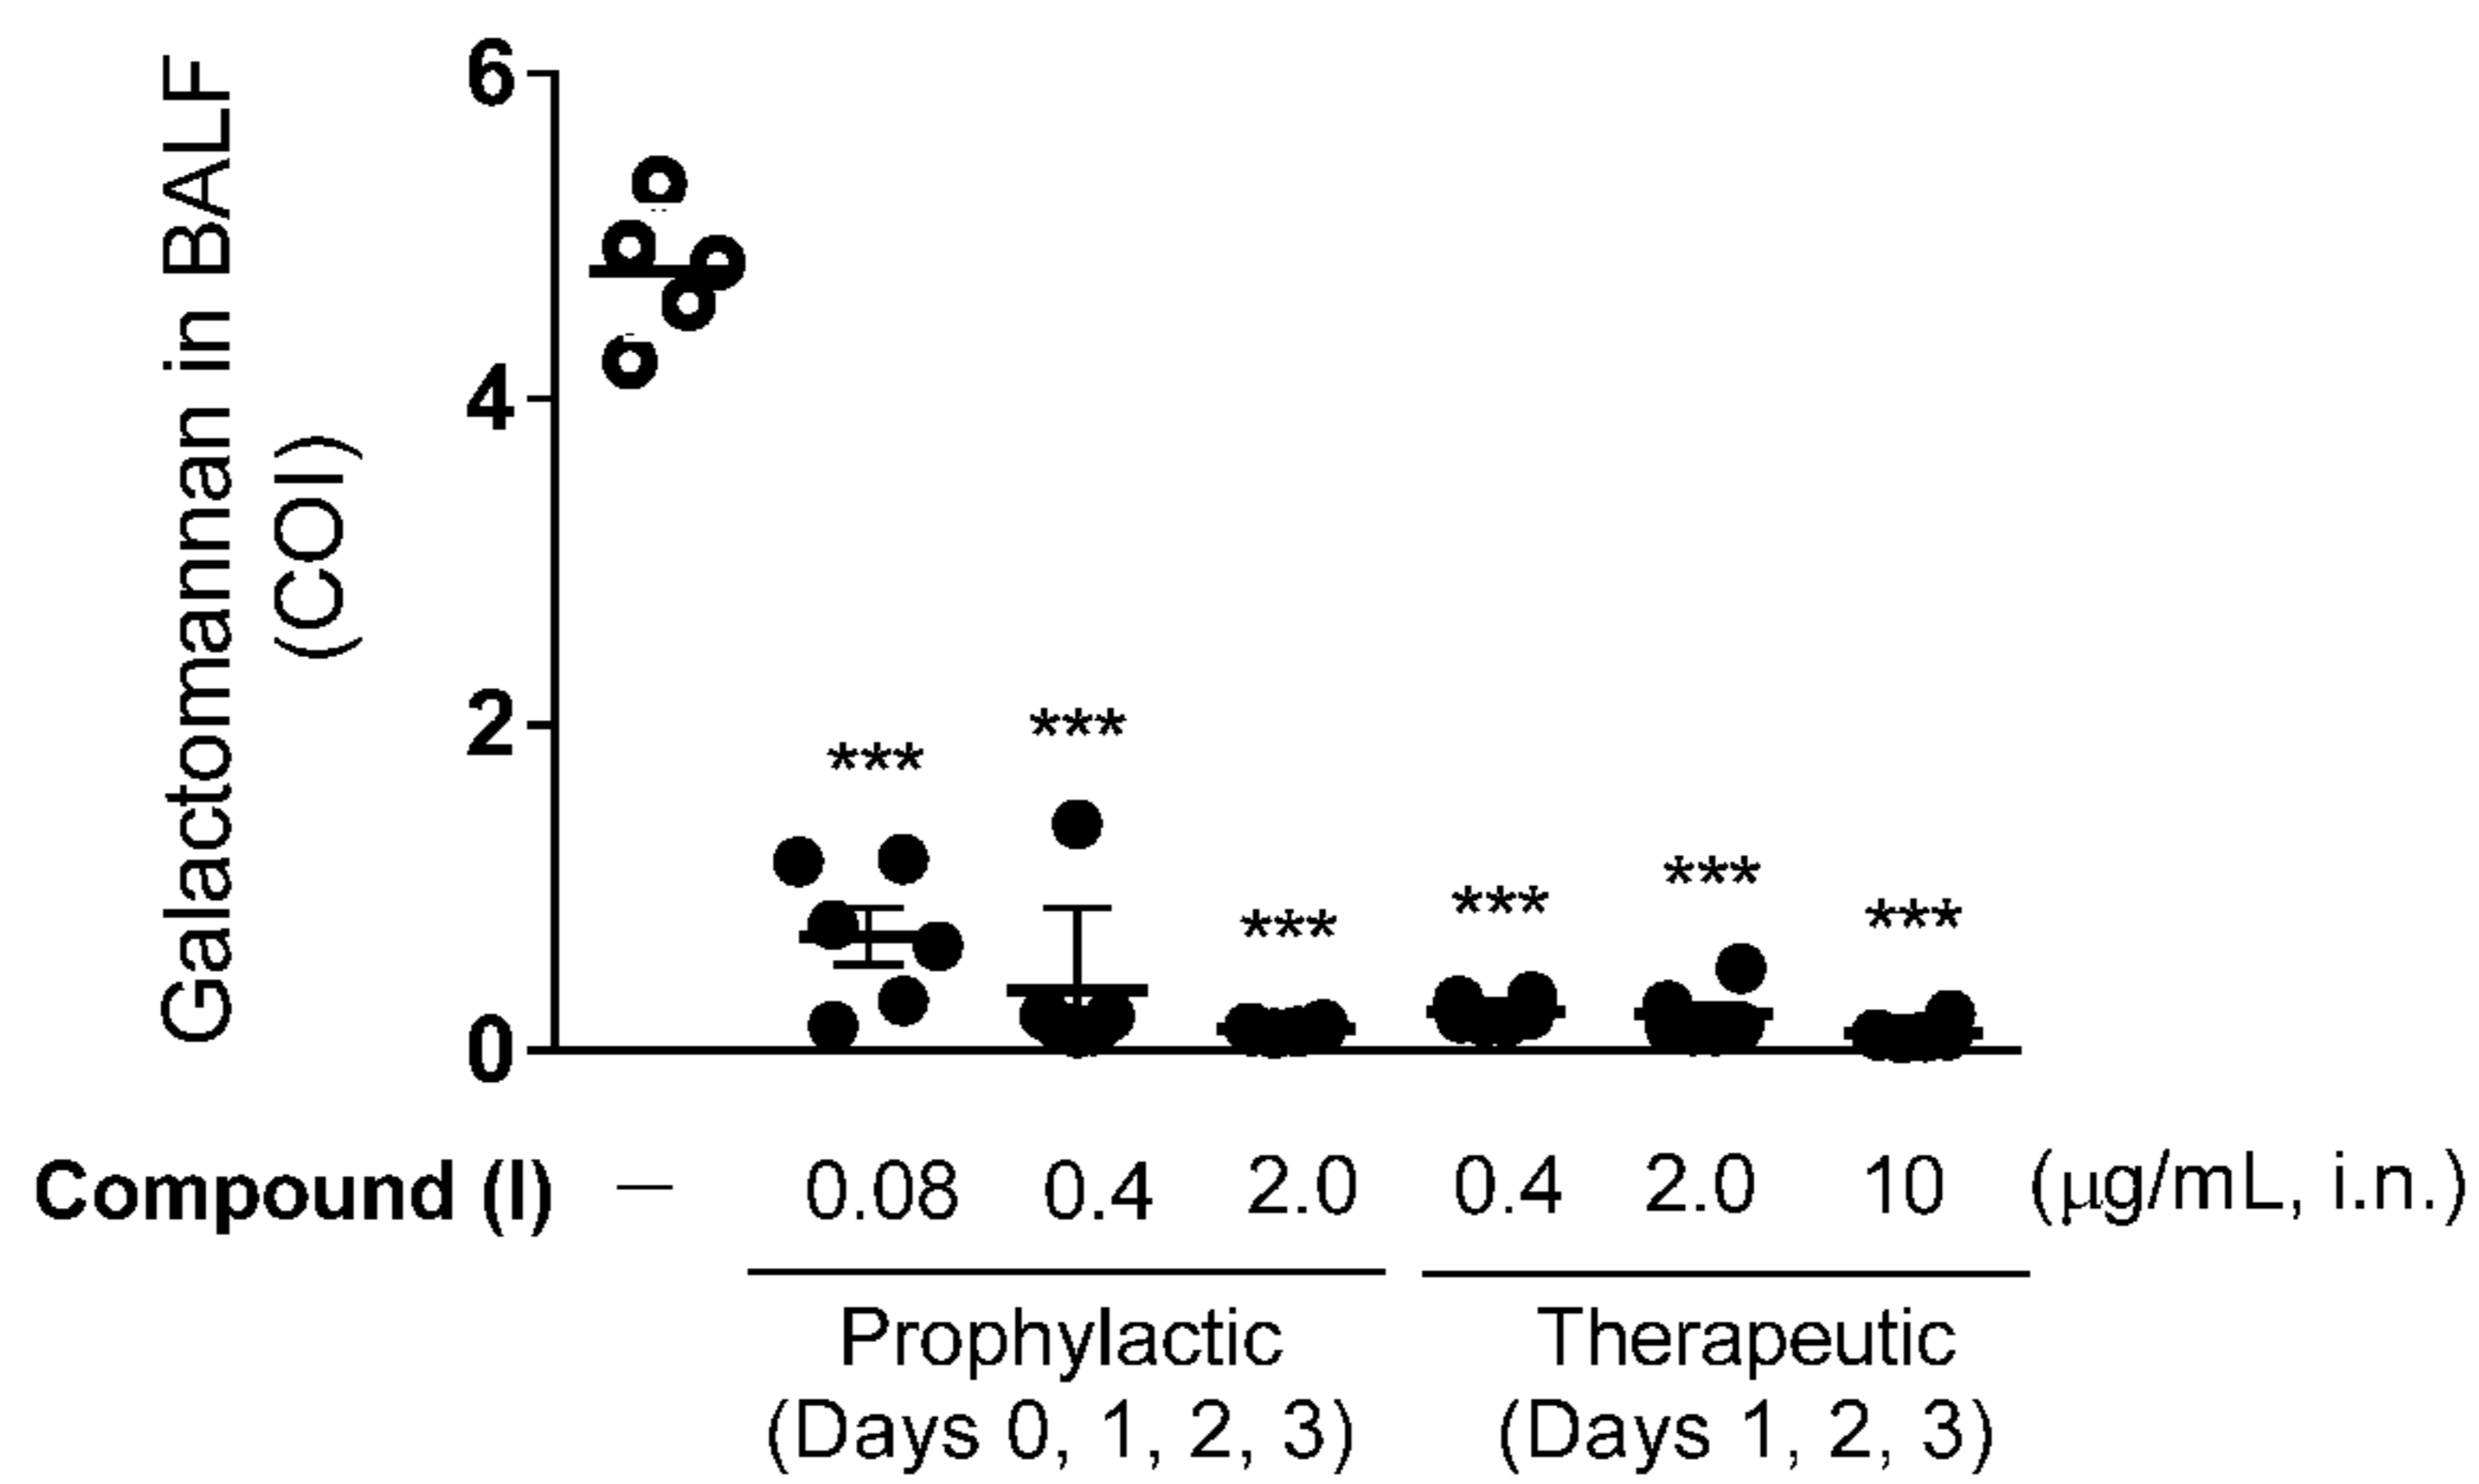 Galactomannan in BALF
(COI)
6
4
2
0
***
***
***
***
***
***
Compound (I) – 0.08 0.4 2.0 0.4 2.0 10 (μg/mL, i.n.)
Prophylactic
(Days 0, 1, 2, 3)
Therapeutic
(Days 1, 2, 3)